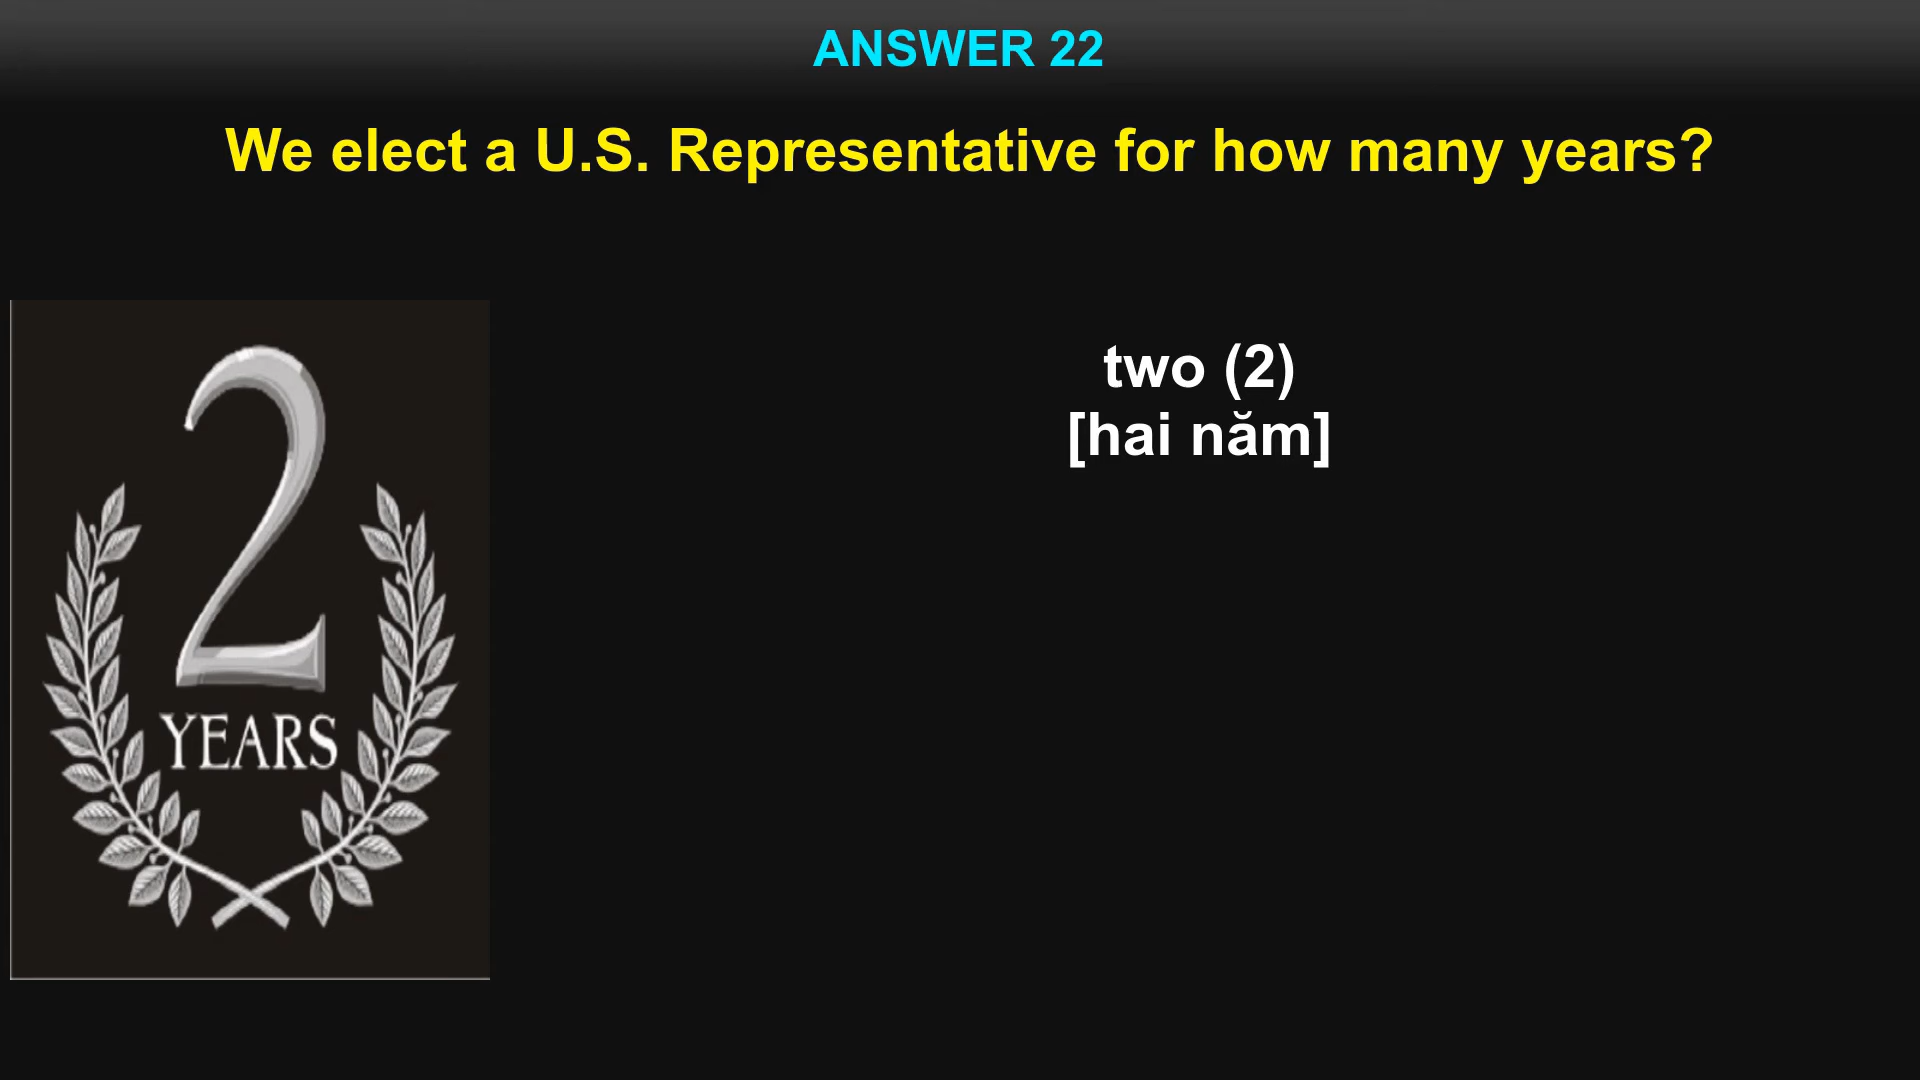 ANSWER 22
We elect a U.S. Representative for how many years?
two (2)
[hai năm]
2
YEARS